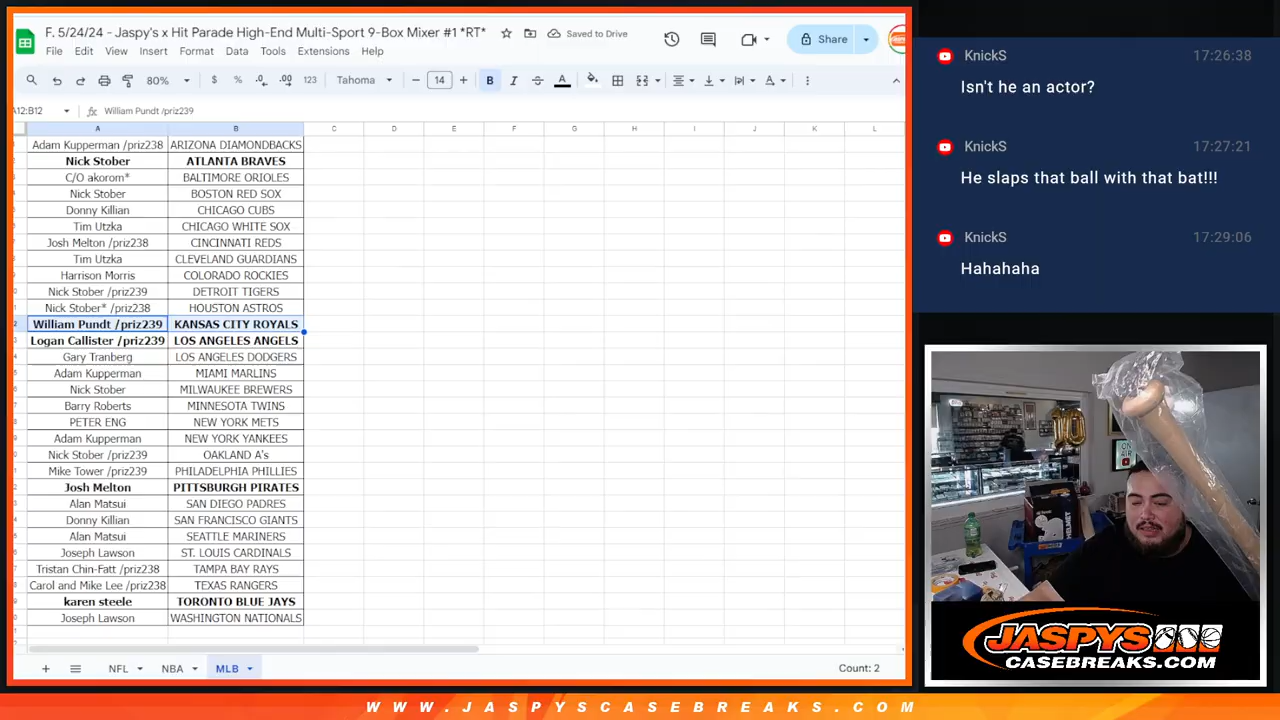 F. 5/24/24 - Jaspy's x Hit Parade High-End Multi-Sport 9-Box Mixer #1 *RT*
Saved to Drive
Share
File Edit View Insert Format Data Tools Extensions Help
80% $ % .0 .00 123 Tahoma 14 B I A
A12:B12 fx William Pundt /priz239
A B C D E F G H I J K L
Adam Kupperman /priz238 ARIZONA DIAMONDBACKS
Nick Stober ATLANTA BRAVES
C/O akorom* BALTIMORE ORIOLES
Nick Stober BOSTON RED SOX
Donny Killian CHICAGO CUBS
Tim Utzka CHICAGO WHITE SOX
Josh Melton /priz238 CINCINNATI REDS
Tim Utzka CLEVELAND GUARDIANS
Harrison Morris COLORADO ROCKIES
Nick Stober /priz239 DETROIT TIGERS
Nick Stober* /priz238 HOUSTON ASTROS
William Pundt /priz239 KANSAS CITY ROYALS
Logan Callister /priz239 LOS ANGELES ANGELS
Gary Tranberg LOS ANGELES DODGERS
Adam Kupperman MIAMI MARLINS
Nick Stober MILWAUKEE BREWERS
Barry Roberts MINNESOTA TWINS
PETER ENG NEW YORK METS
Adam Kupperman NEW YORK YANKEES
Nick Stober /priz239 OAKLAND A's
Mike Tower /priz239 PHILADELPHIA PHILLIES
Josh Melton PITTSBURGH PIRATES
Alan Matsui SAN DIEGO PADRES
Donny Killian SAN FRANCISCO GIANTS
Alan Matsui SEATTLE MARINERS
Joseph Lawson ST. LOUIS CARDINALS
Tristan Chin-Fatt /priz238 TAMPA BAY RAYS
Carol and Mike Lee /priz238 TEXAS RANGERS
karen steele TORONTO BLUE JAYS
Joseph Lawson WASHINGTON NATIONALS
NFL NBA MLB Count: 2
KnickS 17:26:38
Isn't he an actor?
KnickS 17:27:21
He slaps that ball with that bat!!!
KnickS 17:29:06
Hahahaha
10
ON
AIR
HELMET
JASPYS
CASEBREAKS.COM
WWW.JASPYSCASEBREAKS.COM